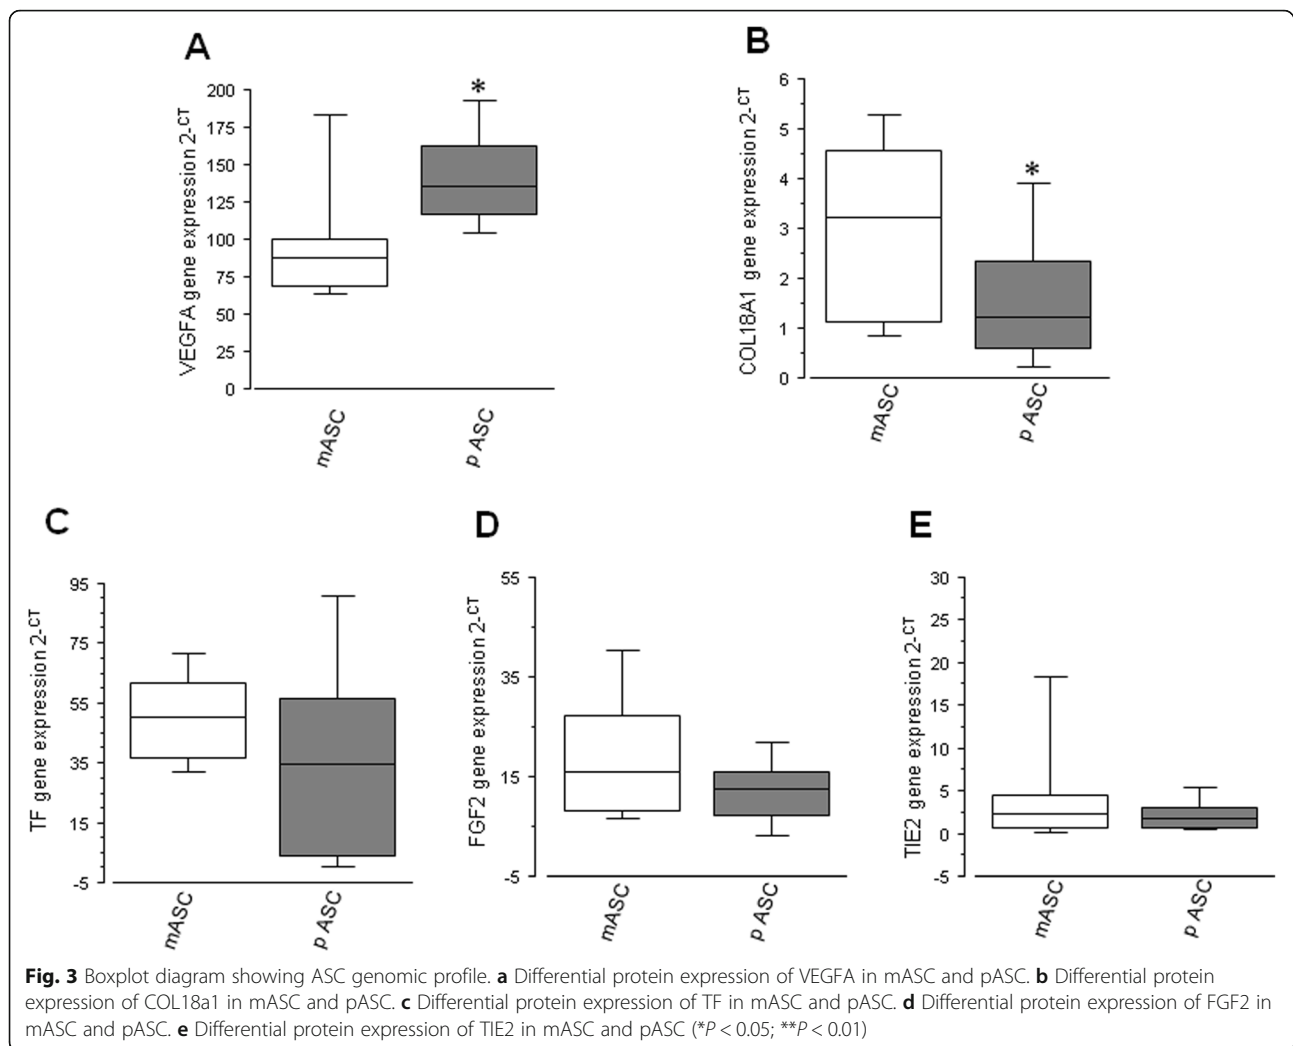 A
VEGFA gene expression 2-CT
200
175
150
125
100
75
50
25
0
*
mASC
p ASC
B
COL18A1 gene expression 2-CT
6
5
4
3
2
1
0
*
mASC
p ASC
C
TF gene expression 2-CT
95
75
55
35
15
-5
mASC
p ASC
D
FGF2 gene expression 2-CT
55
35
15
-5
mASC
p ASC
E
TIE2 gene expression 2-CT
30
25
20
15
10
5
0
-5
mASC
p ASC
Fig. 3 Boxplot diagram showing ASC genomic profile. a Differential protein expression of VEGFA in mASC and pASC. b Differential protein
expression of COL18a1 in mASC and pASC. c Differential protein expression of TF in mASC and pASC. d Differential protein expression of FGF2 in
mASC and pASC. e Differential protein expression of TIE2 in mASC and pASC (*P < 0.05; **P < 0.01)